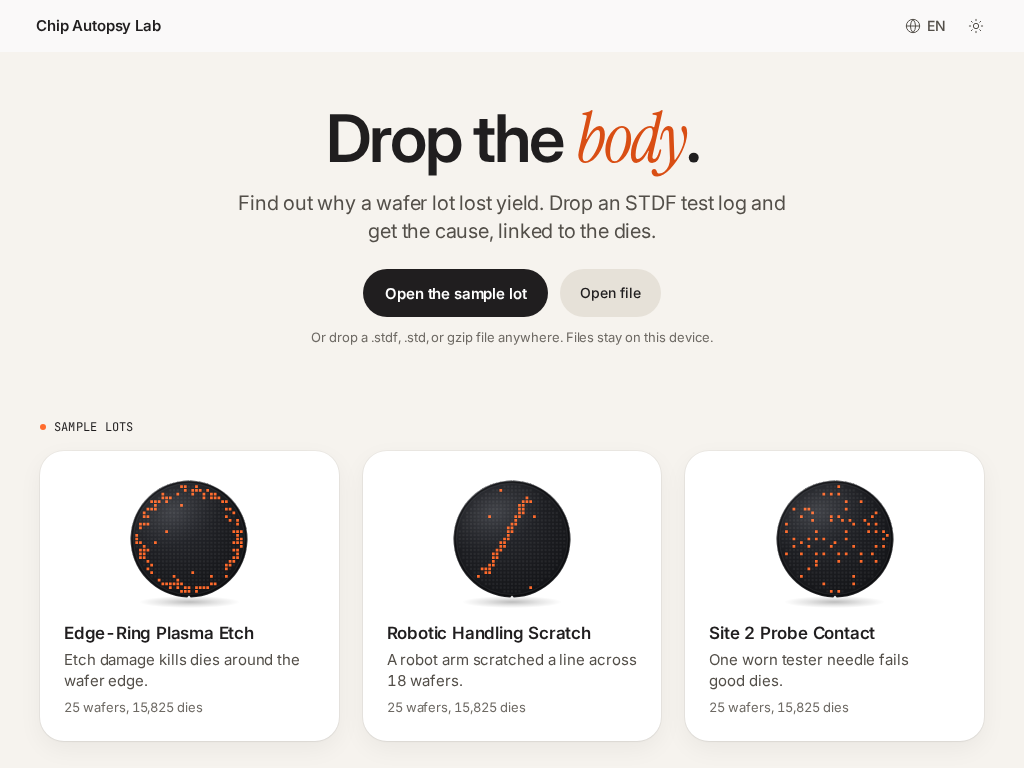 Chip Autopsy Lab
EN
Drop the body.
Find out why a wafer lot lost yield. Drop an STDF test log and
get the cause, linked to the dies.
Open the sample lot
Open file
Or drop a .stdf, .std, or gzip file anywhere. Files stay on this device.
SAMPLE LOTS
Edge-Ring Plasma Etch
Etch damage kills dies around the
wafer edge.
25 wafers, 15,825 dies
Robotic Handling Scratch
A robot arm scratched a line across
18 wafers.
25 wafers, 15,825 dies
Site 2 Probe Contact
One worn tester needle fails
good dies.
25 wafers, 15,825 dies